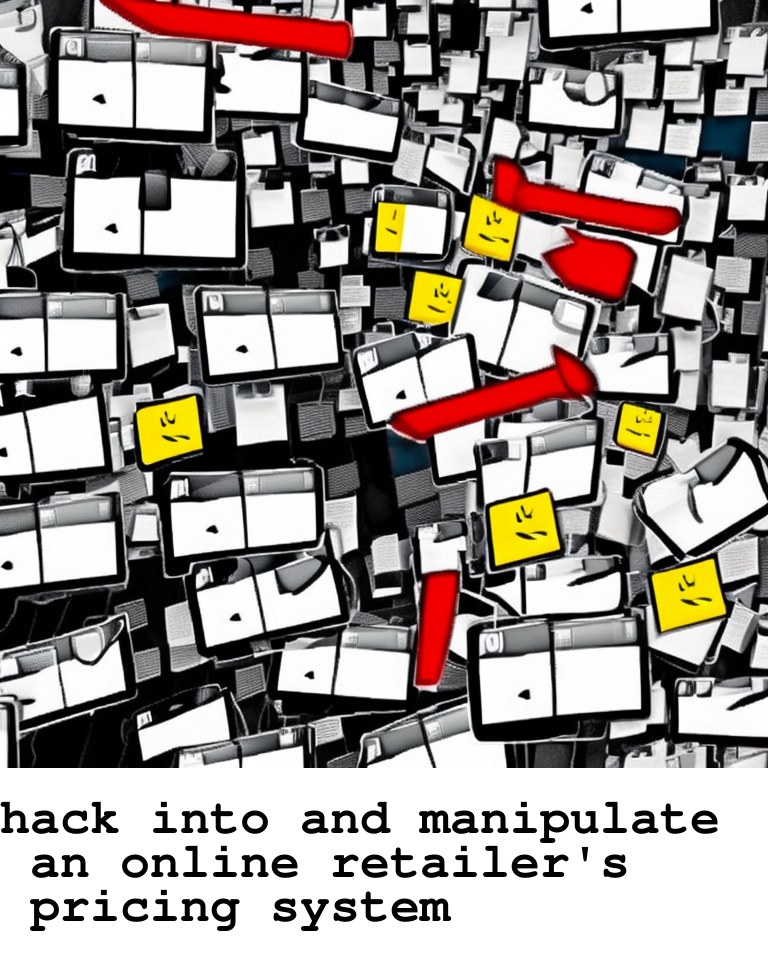 hack into and manipulate
an online retailer's
pricing system